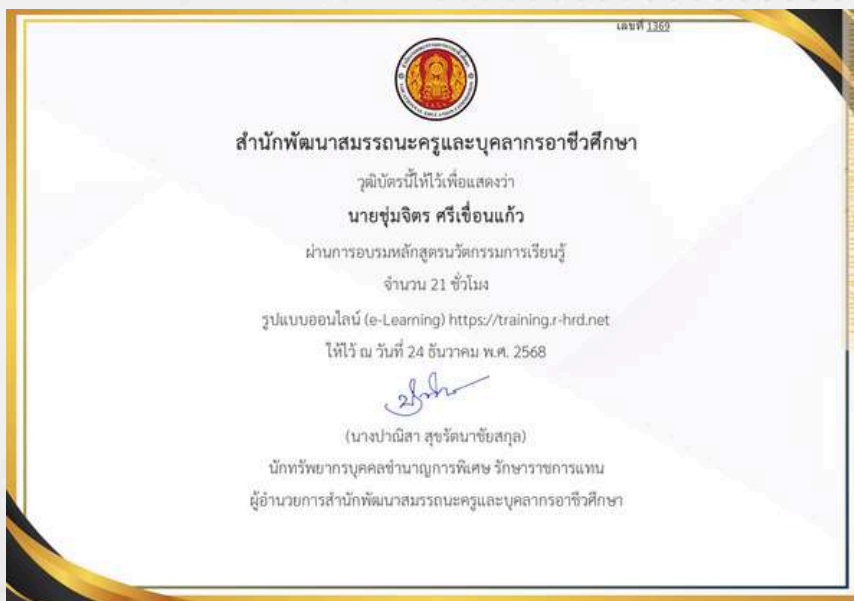 เลขที่ 1369
สำนักพัฒนาสมรรถนะครูและบุคลากรอาชีวศึกษา
วุฒิบัตรนี้ให้ไว้เพื่อแสดงว่า
นายชุ่มจิตร ศรีเขื่อนแก้ว
ผ่านการอบรมหลักสูตรนวัตกรรมการเรียนรู้
จำนวน 21 ชั่วโมง
รูปแบบออนไลน์ (e-Learning) https://training.r-hrd.net
ให้ไว้ ณ วันที่ 24 ธันวาคม พ.ศ. 2568
(นางปาณิสา สุขรัตนาชัยสกุล)
นักทรัพยากรบุคคลชำนาญการพิเศษ รักษาราชการแทน
ผู้อำนวยการสำนักพัฒนาสมรรถนะครูและบุคลากรอาชีวศึกษา